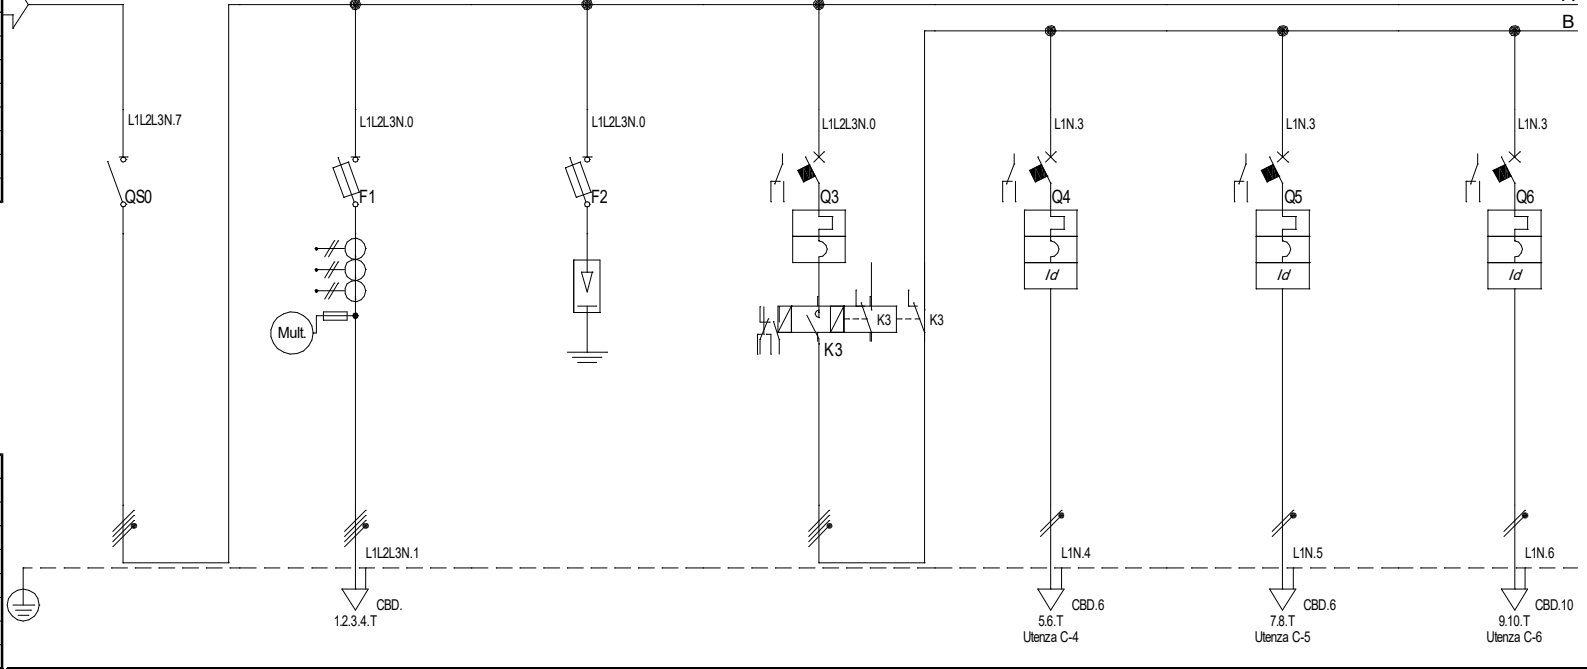 B
L1L2L3N.7
L1L2L3N.0
L1L2L3N.0
L1L2L3N.0
L1N.3
L1N.3
L1N.3
QS0
F1
F2
Q3
Q4
Q5
Q6
Id
Id
Id
Mult.
K3
K3
K3
L1L2L3N.1
L1N.4
L1N.5
L1N.6
CBD.
CBD.6
CBD.6
CBD.10
1.2.3.4.T
5.6.T
7.8.T
9.10.T
Utenza C-4
Utenza C-5
Utenza C-6